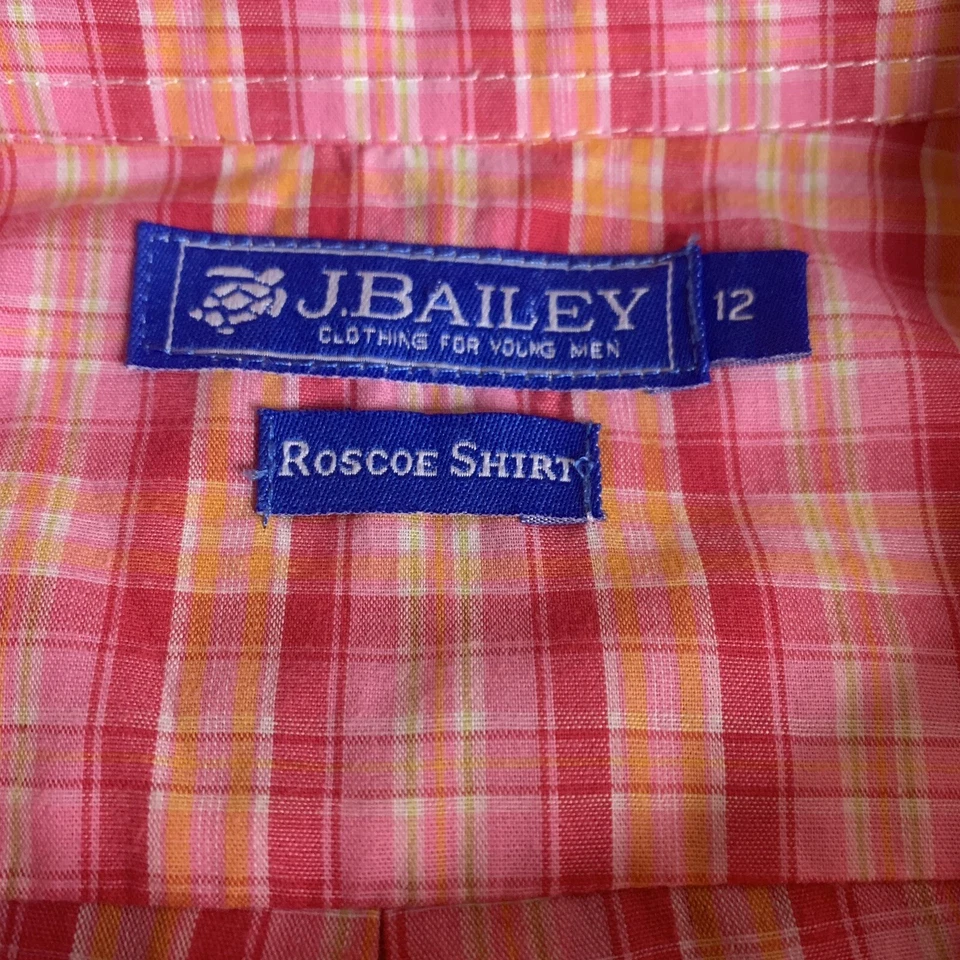 J.BAILEY
CLOTHING FOR YOUNG MEN
12
ROSCOE SHIRT